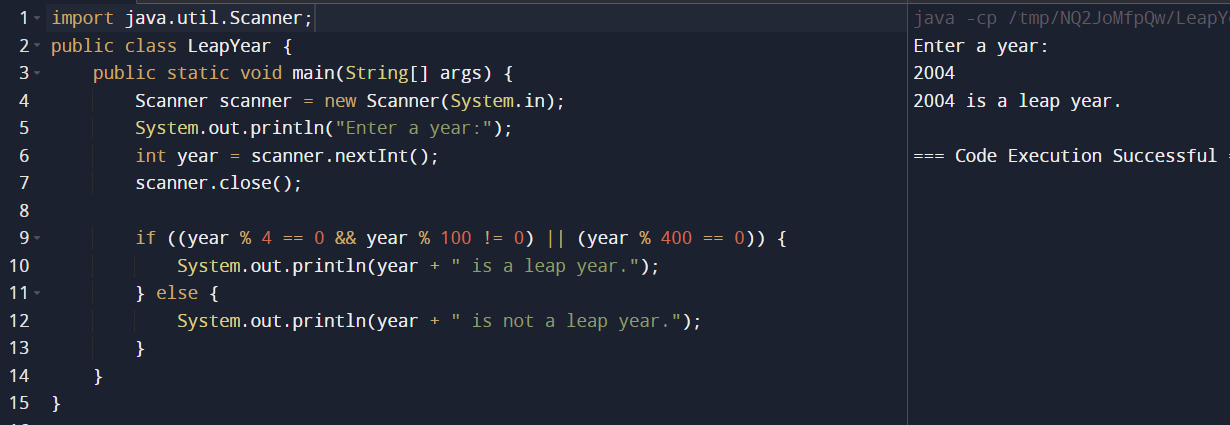 1 import java.util.Scanner;
2 public class LeapYear {
3     public static void main(String[] args) {
4         Scanner scanner = new Scanner(System.in);
5         System.out.println("Enter a year:");
6         int year = scanner.nextInt();
7         scanner.close();
8
9         if ((year % 4 == 0 && year % 100 != 0) || (year % 400 == 0)) {
10             System.out.println(year + " is a leap year.");
11         } else {
12             System.out.println(year + " is not a leap year.");
13         }
14     }
15 }
java -cp /tmp/NQ2JoMfpQw/LeapY
Enter a year:
2004
2004 is a leap year.

=== Code Execution Successful =